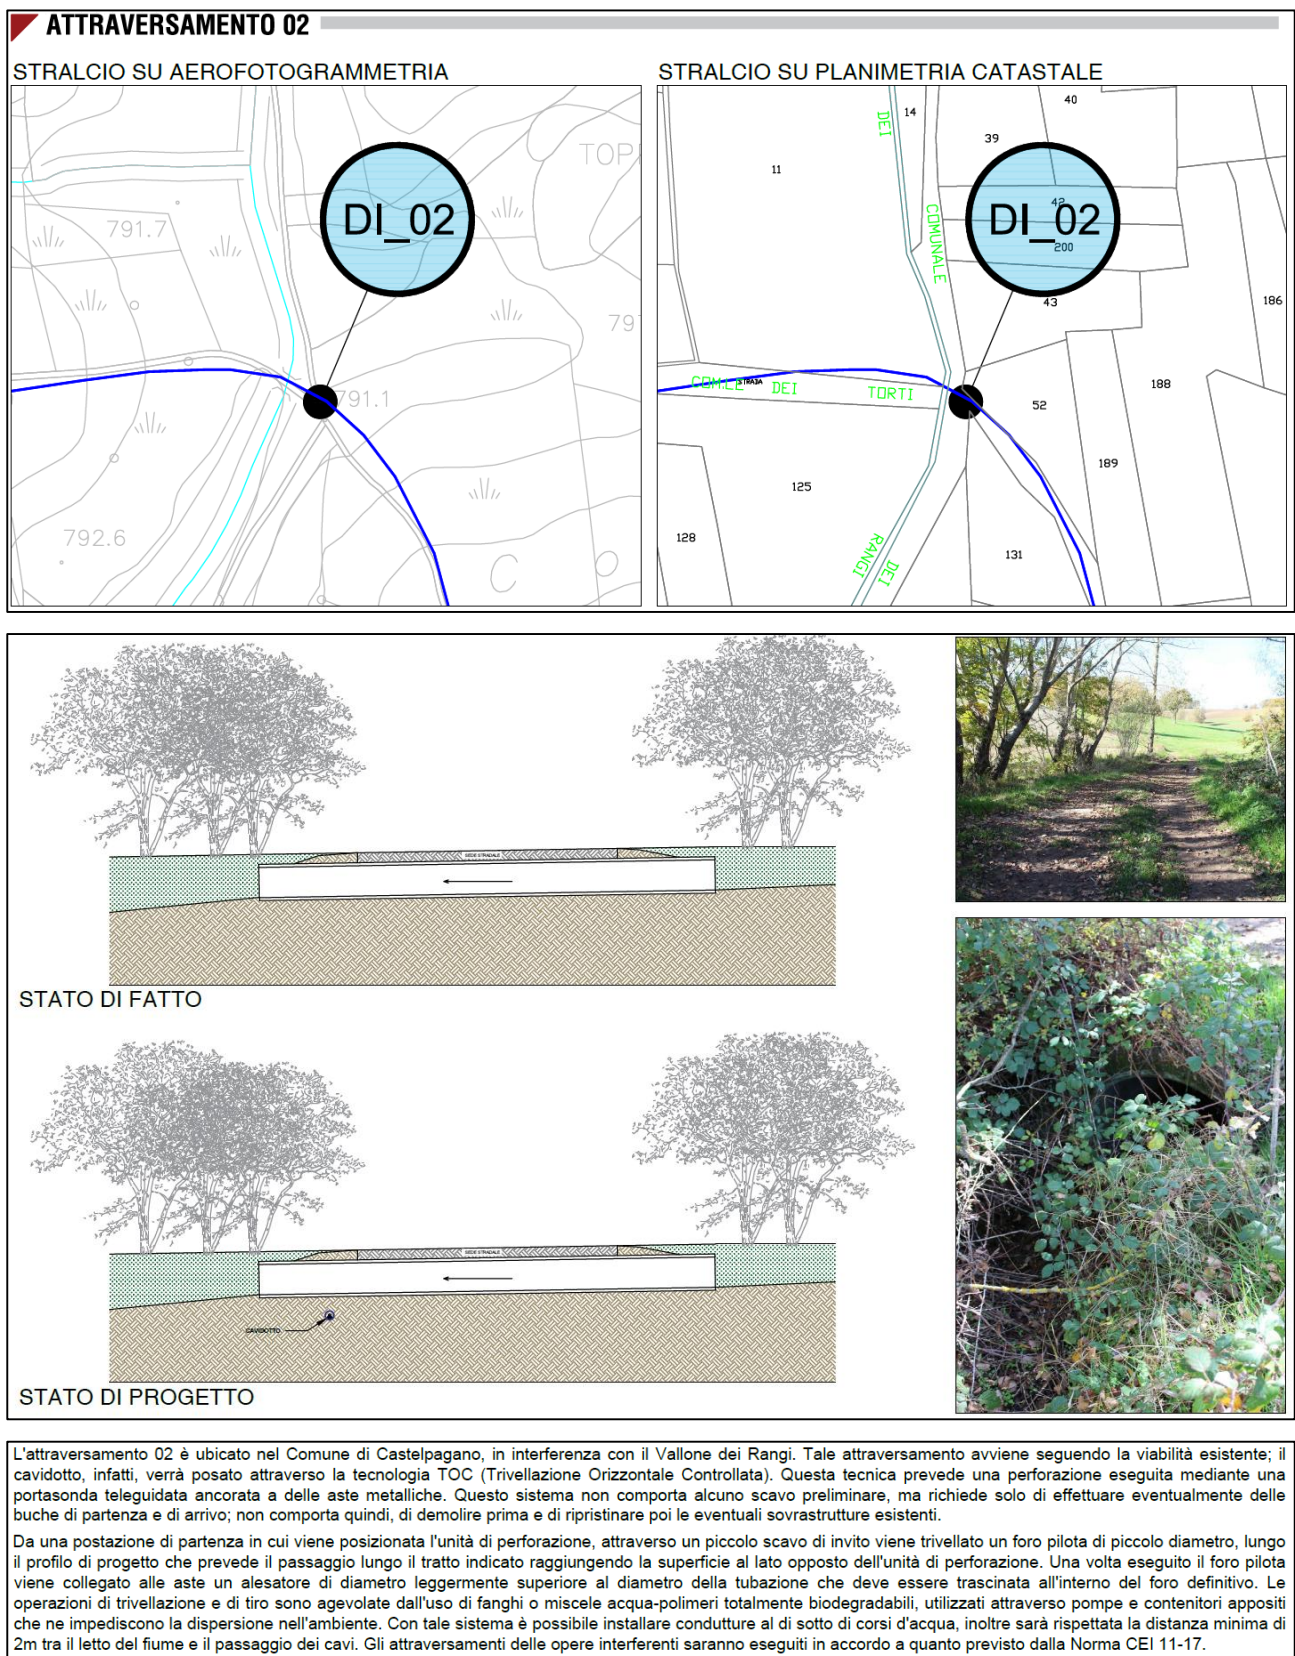 ATTRAVERSAMENTO 02
STRALCIO SU AEROFOTOGRAMMETRIA
STRALCIO SU PLANIMETRIA CATASTALE
DI_02
791.7
791.1
792.6
C O
DI_02
DEI
14
40
39
11
42
COMUNALE
200
43
186
COM.LE STRADA DEI TORTI
188
52
189
125
128
131
RANGI
DEI
SEDE STRADALE
STATO DI FATTO
SEDE STRADALE
CAVIDOTTO
STATO DI PROGETTO
L'attraversamento 02 è ubicato nel Comune di Castelpagano, in interferenza con il Vallone dei Rangi. Tale attraversamento avviene seguendo la viabilità esistente; il
cavidotto, infatti, verrà posato attraverso la tecnologia TOC (Trivellazione Orizzontale Controllata). Questa tecnica prevede una perforazione eseguita mediante una
portasonda teleguidata ancorata a delle aste metalliche. Questo sistema non comporta alcuno scavo preliminare, ma richiede solo di effettuare eventualmente delle
buche di partenza e di arrivo; non comporta quindi, di demolire prima e di ripristinare poi le eventuali sovrastrutture esistenti.
Da una postazione di partenza in cui viene posizionata l'unità di perforazione, attraverso un piccolo scavo di invito viene trivellato un foro pilota di piccolo diametro, lungo
il profilo di progetto che prevede il passaggio lungo il tratto indicato raggiungendo la superficie al lato opposto dell'unità di perforazione. Una volta eseguito il foro pilota
viene collegato alle aste un alesatore di diametro leggermente superiore al diametro della tubazione che deve essere trascinata all'interno del foro definitivo. Le
operazioni di trivellazione e di tiro sono agevolate dall'uso di fanghi o miscele acqua-polimeri totalmente biodegradabili, utilizzati attraverso pompe e contenitori appositi
che ne impediscono la dispersione nell'ambiente. Con tale sistema è possibile installare condutture al di sotto di corsi d'acqua, inoltre sarà rispettata la distanza minima di
2m tra il letto del fiume e il passaggio dei cavi. Gli attraversamenti delle opere interferenti saranno eseguiti in accordo a quanto previsto dalla Norma CEI 11-17.